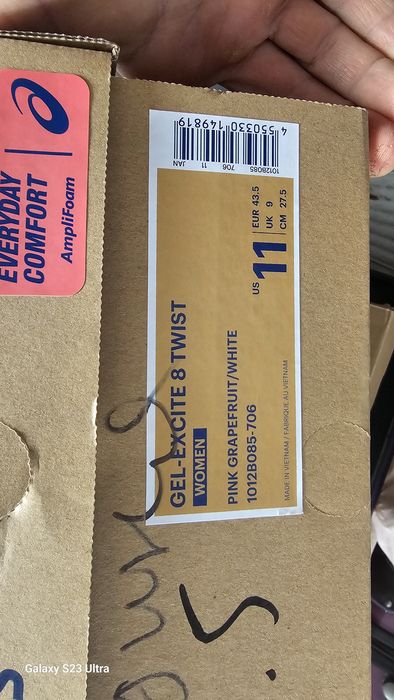 EVERYDAY
COMFORT
AmpliFoam
GEL-EXCITE 8 TWIST
WOMEN
PINK GRAPEFRUIT/WHITE
1012B085-706
MADE IN VIETNAM / FABRIQUÉ AU VIETNAM
US 11
EUR 43.5
UK 9
CM 27.5
4 550330 149819
JAN 11 706 1012B085
Galaxy S23 Ultra